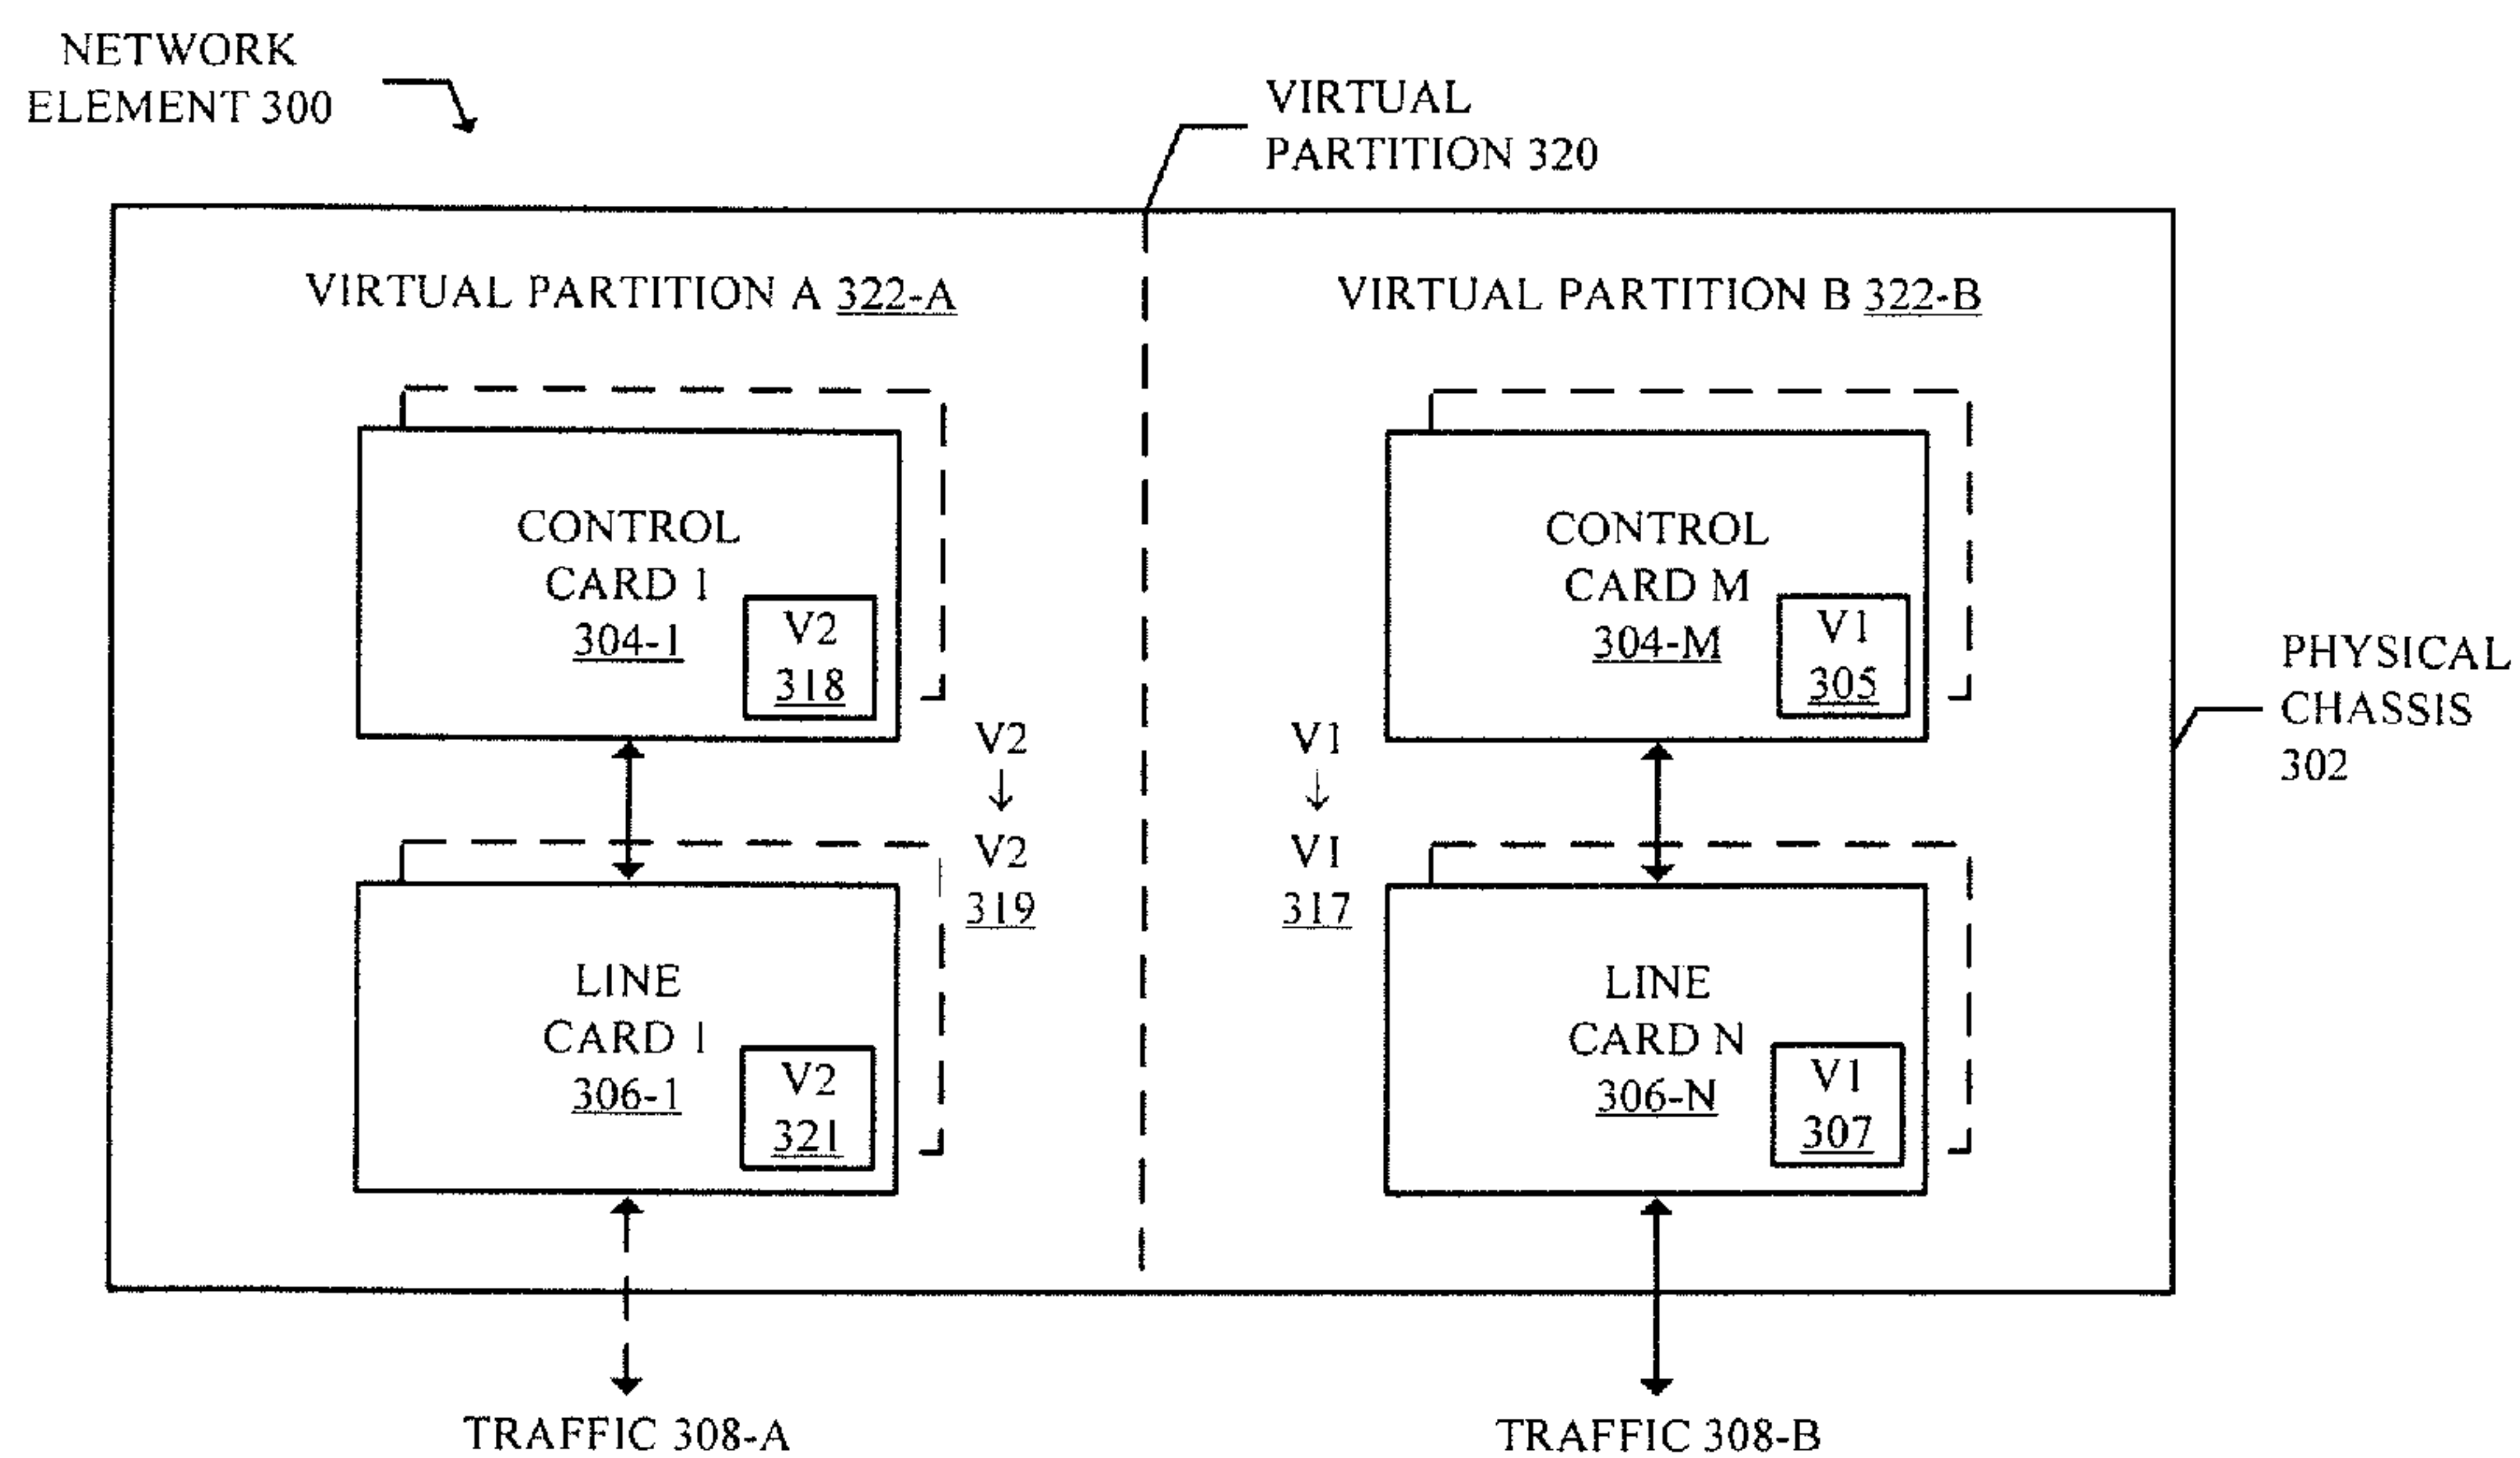 NETWORK
ELEMENT 300
VIRTUAL
PARTITION 320
VIRTUAL PARTITION A 322-A
VIRTUAL PARTITION B 322-B
CONTROL
CARD 1
304-1
V2
318
CONTROL
CARD M
304-M
V1
305
PHYSICAL
CHASSIS
302
V2
V2
319
V1
V1
317
LINE
CARD 1
306-1
V2
321
LINE
CARD N
306-N
V1
307
TRAFFIC 308-A
TRAFFIC 308-B